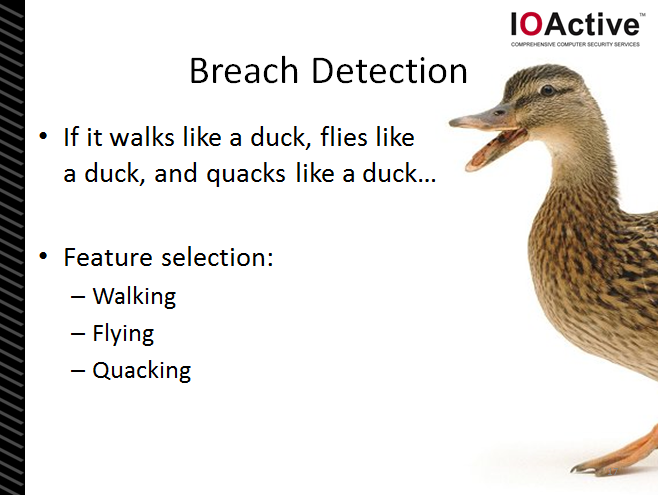 IOActive™
COMPREHENSIVE COMPUTER SECURITY SERVICES
Breach Detection
• If it walks like a duck, flies like
a duck, and quacks like a duck…
• Feature selection:
– Walking
– Flying
– Quacking